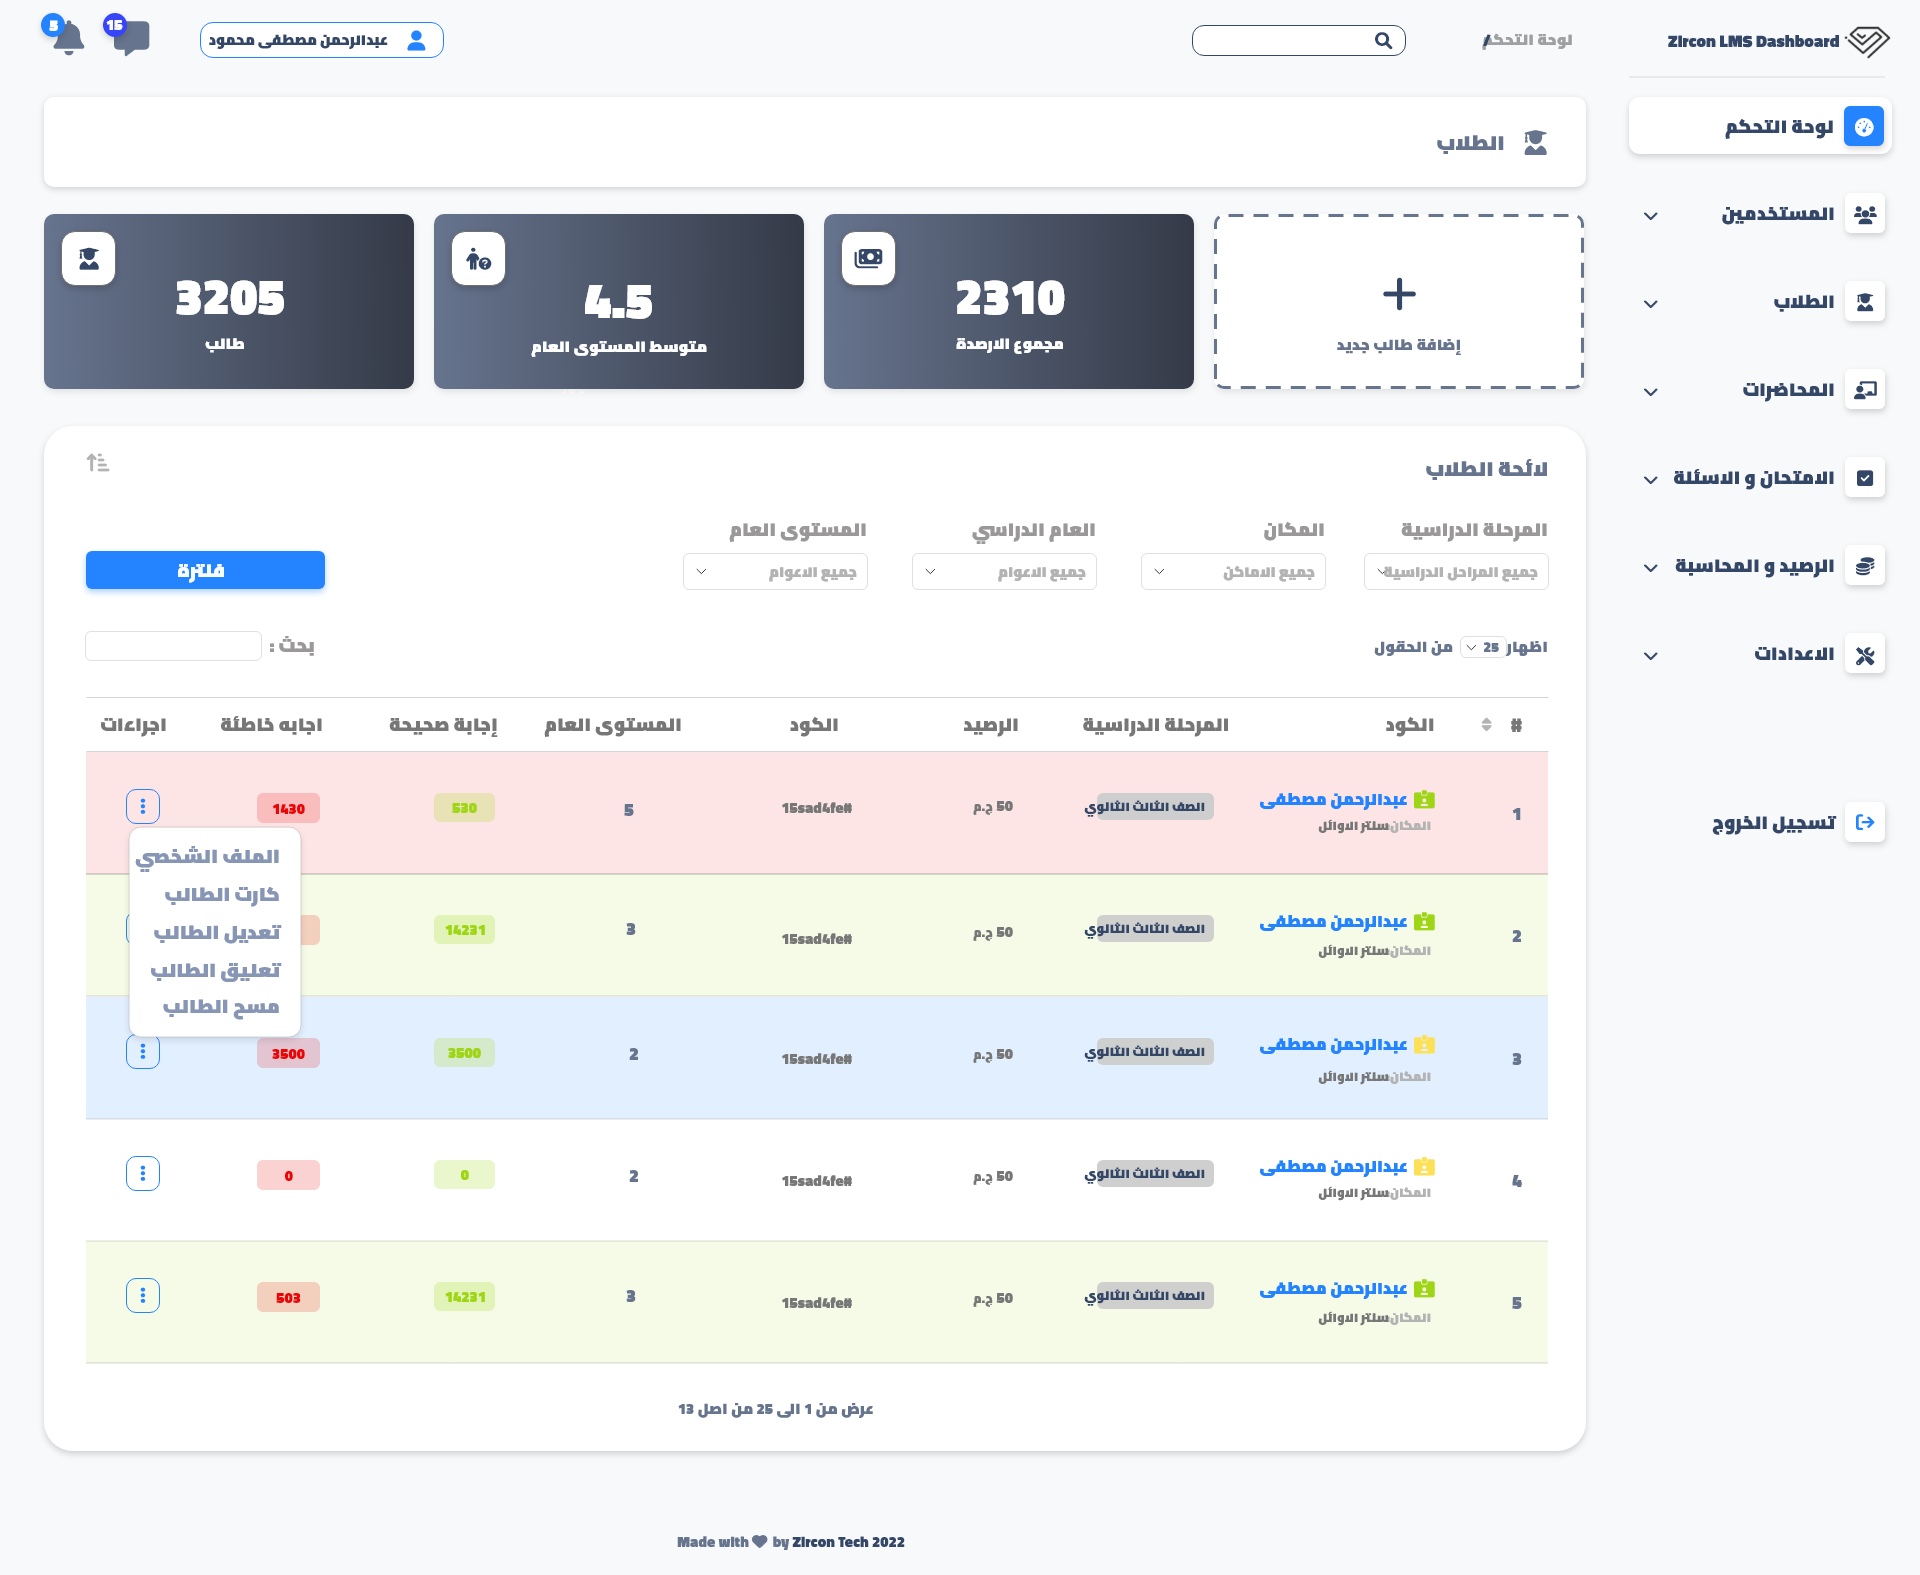 Zircon LMS Dashboard
لوحة التحكم /
عبدالرحمن مصطفى محمود
15
5
لوحة التحكم
المستخدمين
الطلاب
المحاضرات
الامتحان و الاسئلة
الرصيد و المحاسبة
الاعدادات
تسجيل الخروج
الطلاب
إضافة طالب جديد
2310
مجموع الارصدة
4.5
متوسط المستوى العام
3205
طالب
لائحة الطلاب
المرحلة الدراسية المكان العام الدراسي المستوى العام
جميع المراحل الدراسية جميع الاماكن جميع الاعوام جميع الاعوام
فلترة
اظهار 25 من الحقول
بحث :
# الكود المرحلة الدراسية الرصيد الكود المستوى العام إجابة صحيحة اجابه خاطئة اجراءات
1 عبدالرحمن مصطفى الصف الثالث الثانوي 50 ج.م #15sad4fe 5 530 1430
المكان سنتر الاوائل
الملف الشخصي
كارت الطالب
تعديل الطالب
تعليق الطالب
مسح الطالب
2 عبدالرحمن مصطفى الصف الثالث الثانوي 50 ج.م #15sad4fe 3 14231
المكان سنتر الاوائل
3 عبدالرحمن مصطفى الصف الثالث الثانوي 50 ج.م #15sad4fe 2 3500 3500
المكان سنتر الاوائل
4 عبدالرحمن مصطفى الصف الثالث الثانوي 50 ج.م #15sad4fe 2 0 0
المكان سنتر الاوائل
5 عبدالرحمن مصطفى الصف الثالث الثانوي 50 ج.م #15sad4fe 3 14231 503
المكان سنتر الاوائل
عرض من 1 الى 25 من اصل 13
Made with by Zircon Tech 2022